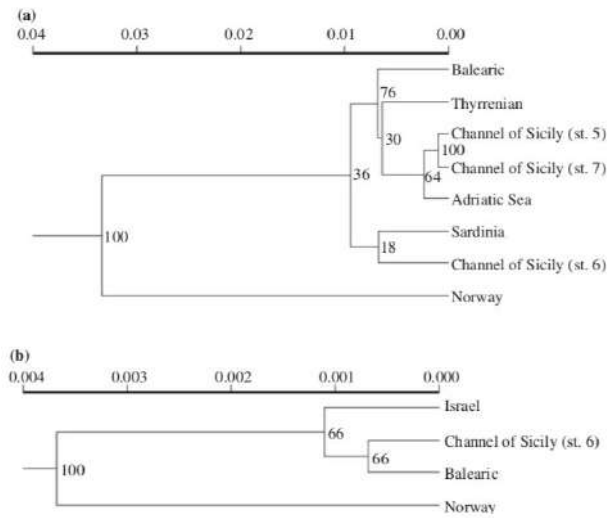 (a)
0.04 0.03 0.02 0.01 0.00
Balearic
76
Thyrrenian
30
Channel of Sicily (st. 5)
100
Channel of Sicily (st. 7)
36
64
Adriatic Sea
Sardinia
100
18
Channel of Sicily (st. 6)
Norway
(b)
0.004 0.003 0.002 0.001 0.000
Israel
66
Channel of Sicily (st. 6)
66
100
Balearic
Norway